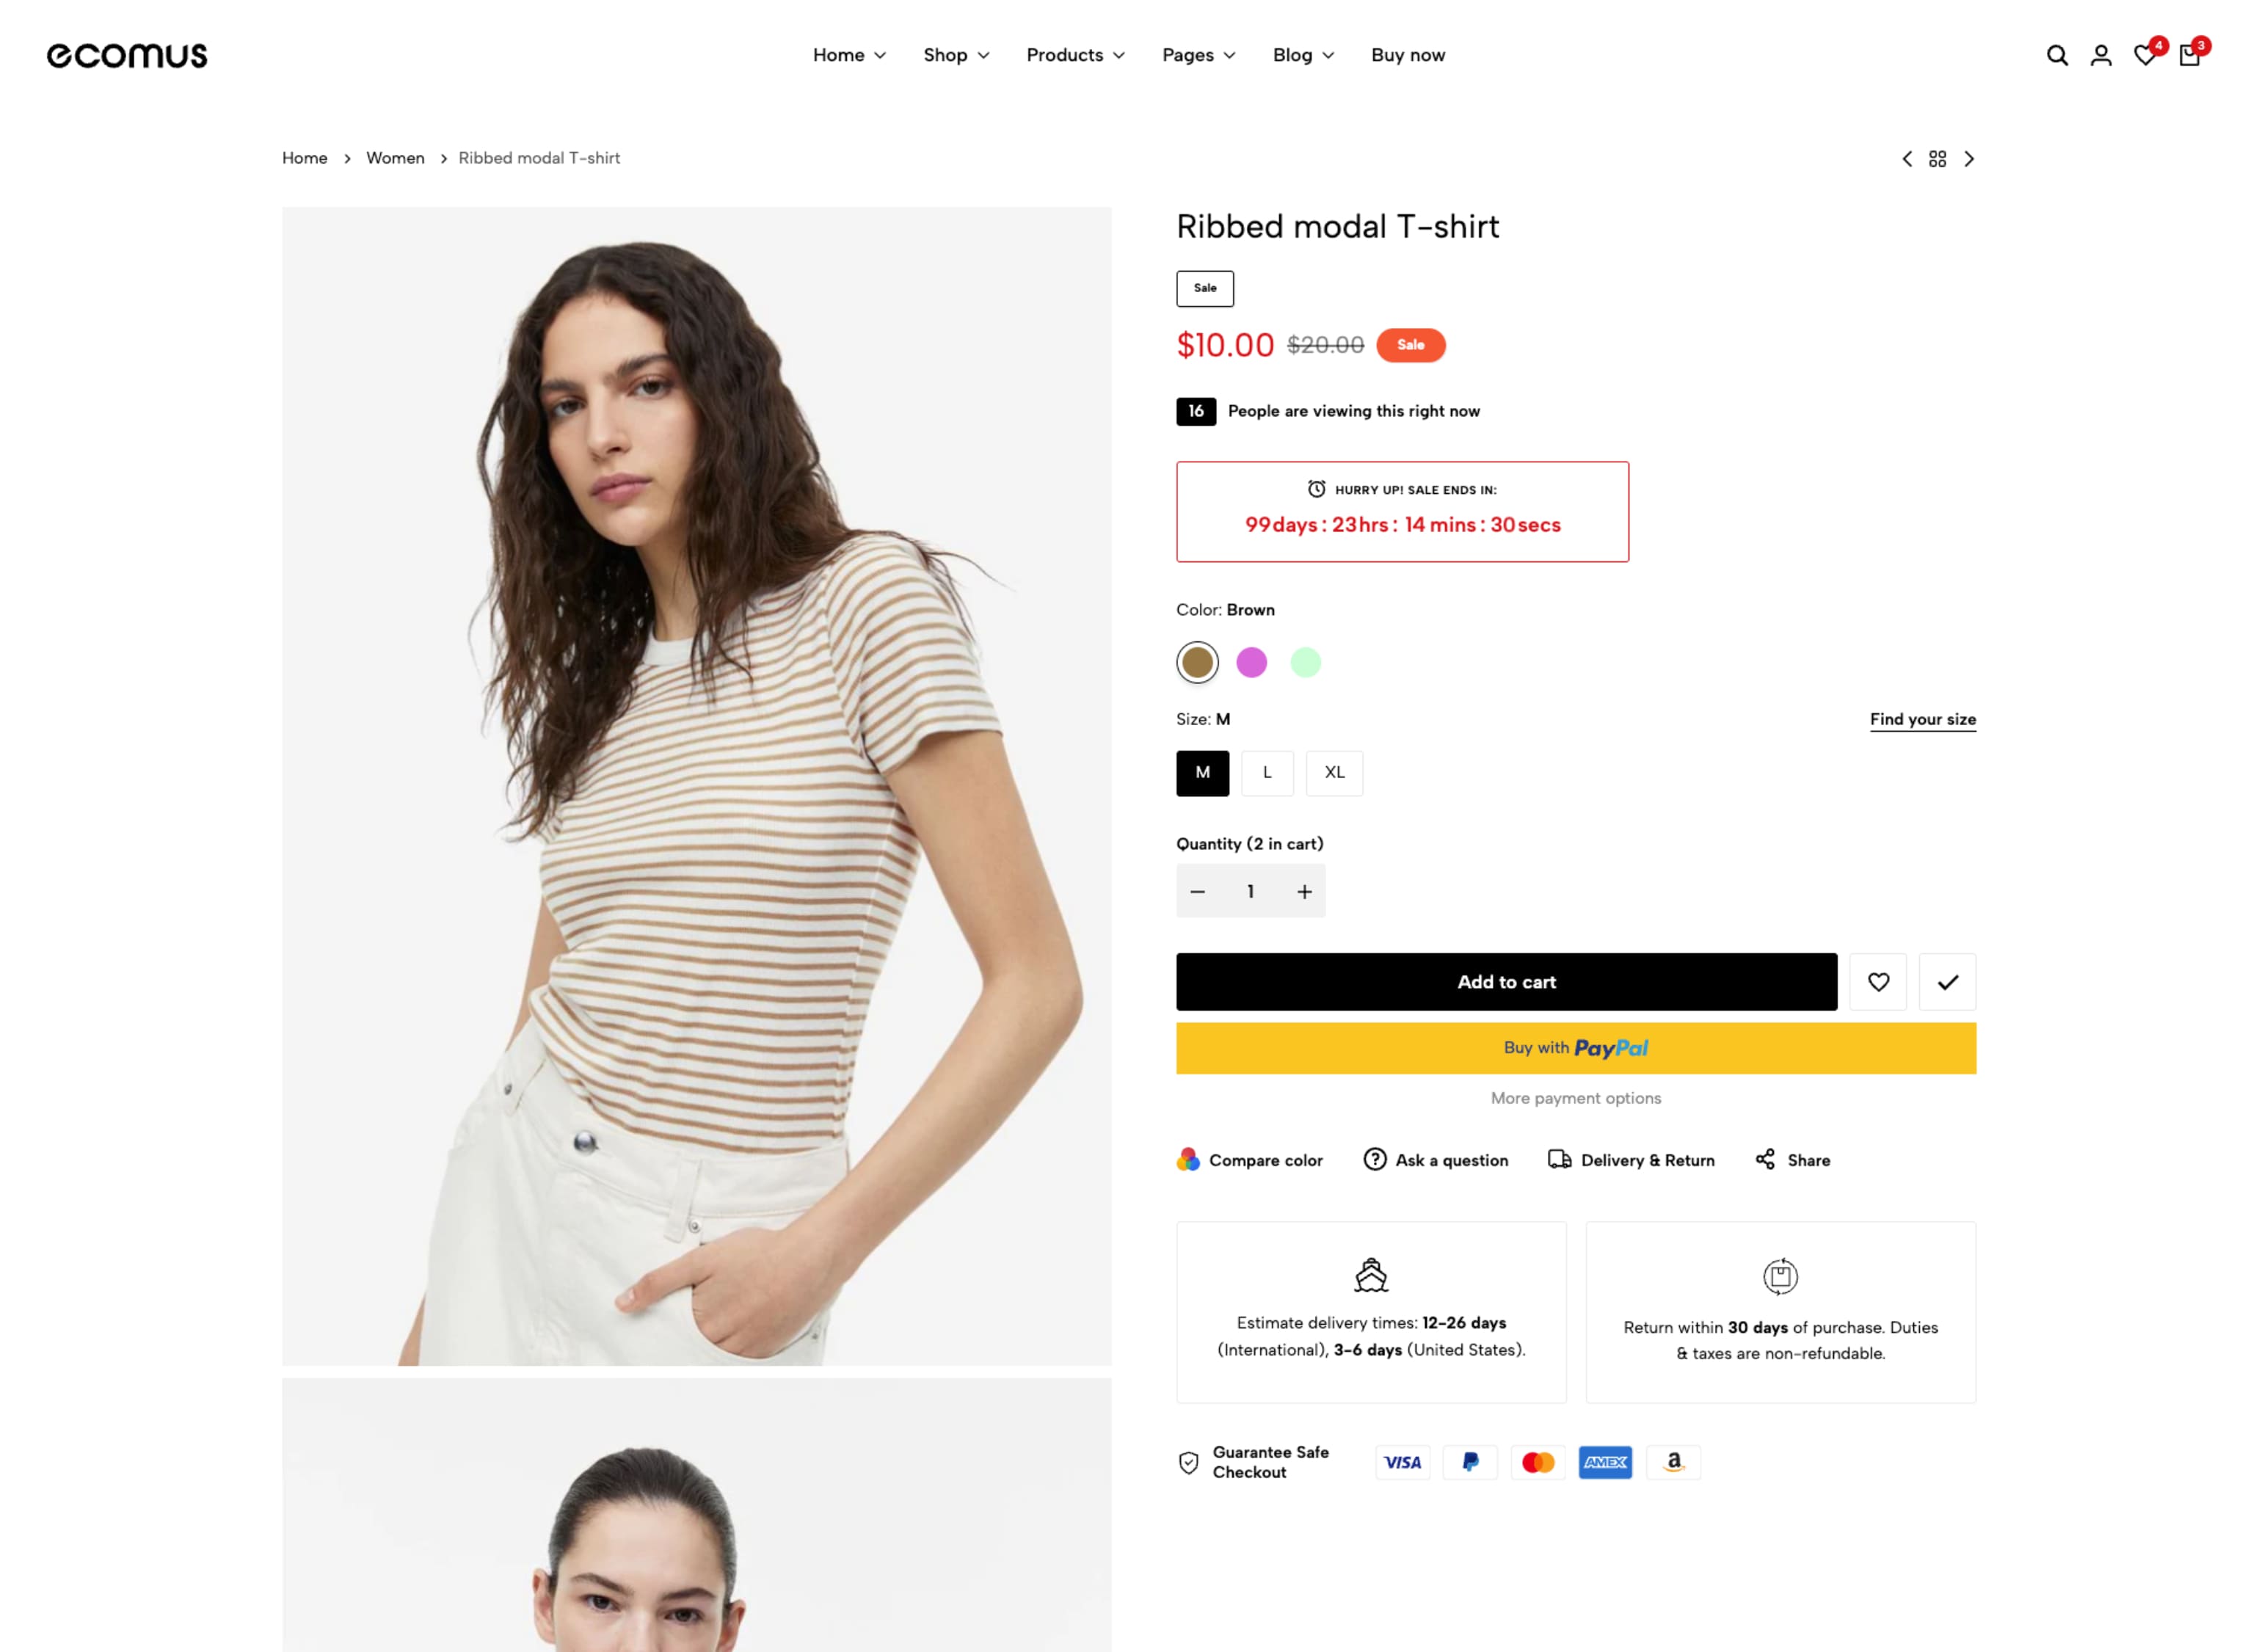 ecomus
Home
Shop
Products
Pages
Blog
Buy now
4
3
Home > Women > Ribbed modal T-shirt
Ribbed modal T-shirt
Sale
$10.00 $20.00 Sale
16 People are viewing this right now
HURRY UP! SALE ENDS IN:
99days : 23hrs : 14 mins : 30secs
Color: Brown
Size: M
Find your size
M
L
XL
Quantity (2 in cart)
− 1 +
Add to cart
Buy with PayPal
More payment options
Compare color
Ask a question
Delivery & Return
Share
Estimate delivery times: 12-26 days
(International), 3-6 days (United States).
Return within 30 days of purchase. Duties
& taxes are non-refundable.
Guarantee Safe
Checkout
VISA
AMEX
a